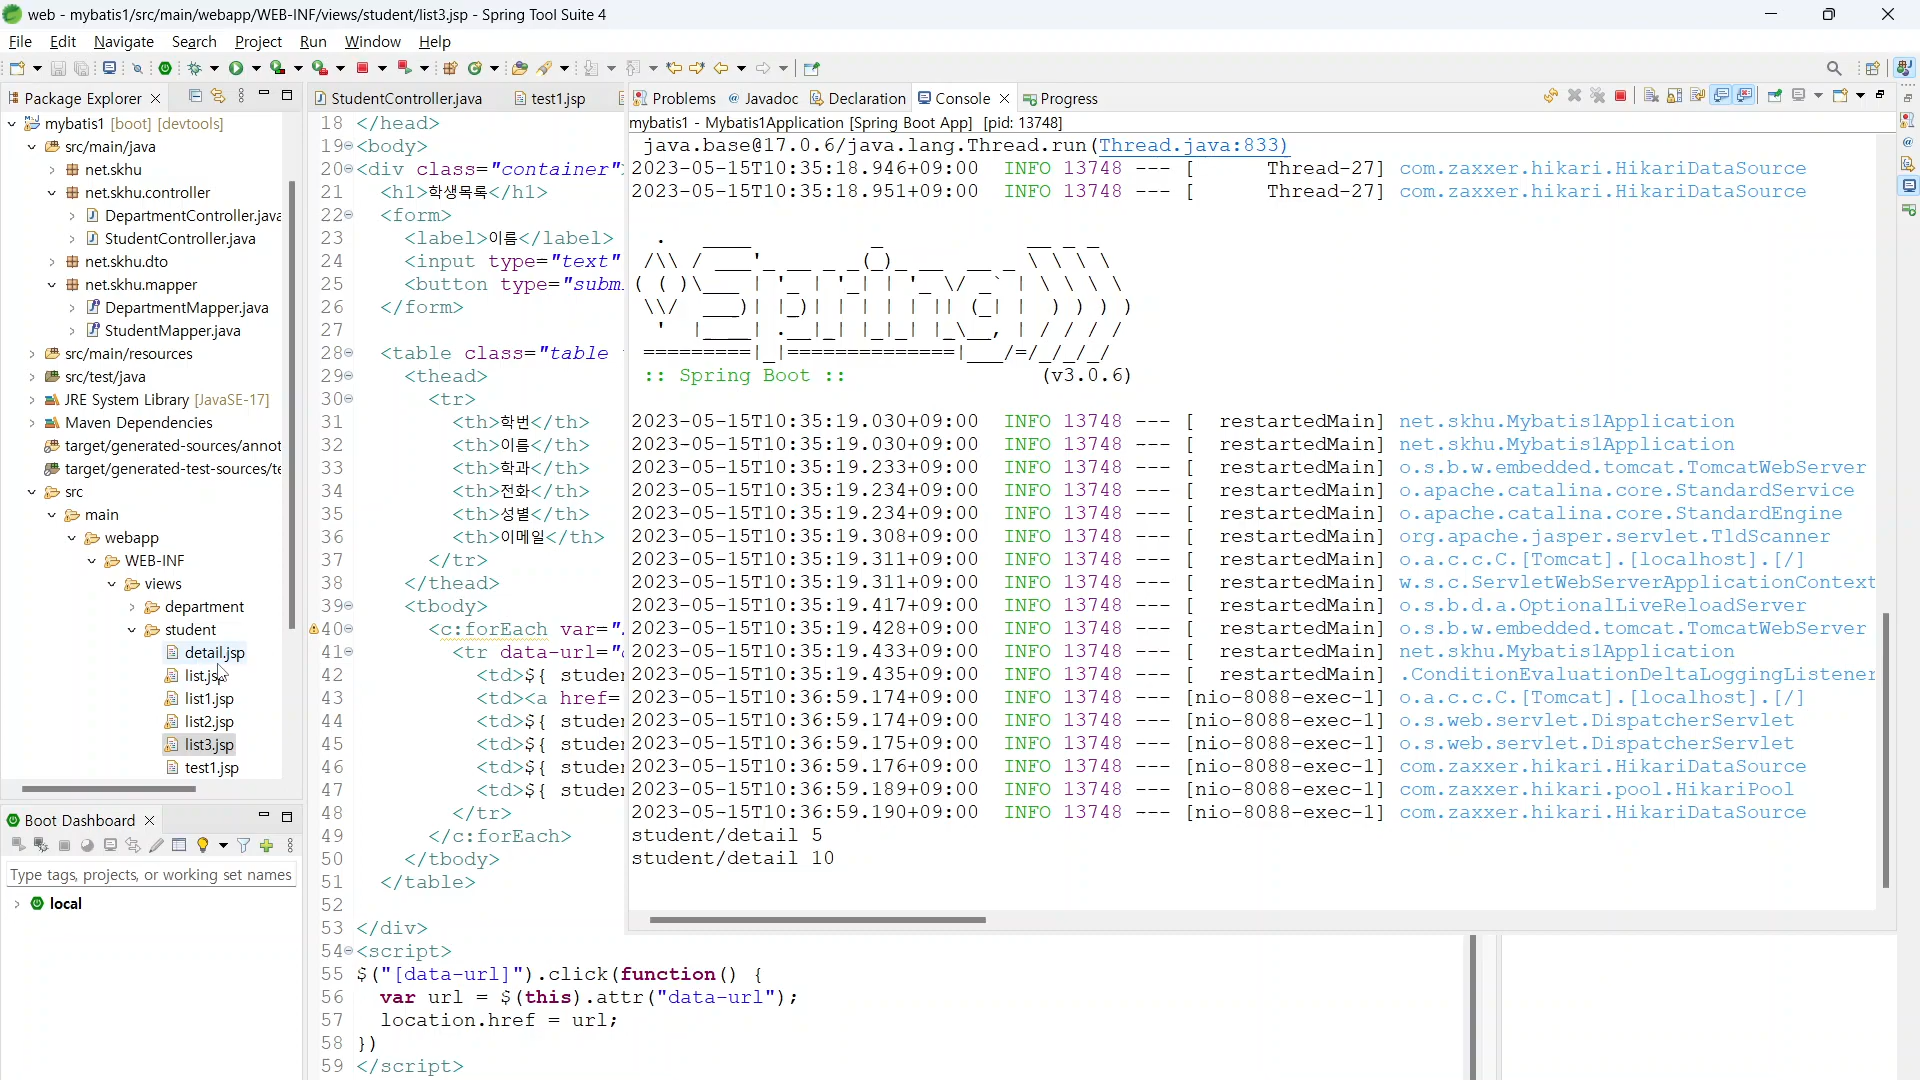 web - mybatis1/src/main/webapp/WEB-INF/views/student/list3.jsp - Spring Tool Suite 4
File Edit Navigate Search Project Run Window Help
Package Explorer
mybatis1 [boot] [devtools]
src/main/java
net.skhu
net.skhu.controller
DepartmentController.java
StudentController.java
net.skhu.dto
net.skhu.mapper
DepartmentMapper.java
StudentMapper.java
src/main/resources
src/test/java
JRE System Library [JavaSE-17]
Maven Dependencies
target/generated-sources/annot
target/generated-test-sources/te
src
main
webapp
WEB-INF
views
department
student
detail.jsp
list.jsp
list1.jsp
list2.jsp
list3.jsp
test1.jsp
Boot Dashboard
Type tags, projects, or working set names
local
StudentController.java test1.jsp
18 </head>
19 <body>
20 <div class="container">
21 <h1>학생목록</h1>
22 <form>
23 <label>이름</label>
24 <input type="text"
25 <button type="subm
26 </form>
27
28 <table class="table
29 <thead>
30 <tr>
31 <th>학번</th>
32 <th>이름</th>
33 <th>학과</th>
34 <th>전화</th>
35 <th>성별</th>
36 <th>이메일</th>
37 </tr>
38 </thead>
39 <tbody>
40 <c:forEach var="
41 <tr data-url="
42 <td>${ studen
43 <td><a href=
44 <td>${ studen
45 <td>${ studen
46 <td>${ studen
47 <td>${ studen
48 </tr>
49 </c:forEach>
50 </tbody>
51 </table>
52
53 </div>
54 <script>
55 $("[data-url]").click(function() {
56 var url = $(this).attr("data-url");
57 location.href = url;
58 })
59 </script>
Problems Javadoc Declaration Console Progress
mybatis1 - Mybatis1Application [Spring Boot App] [pid: 13748]
java.base@17.0.6/java.lang.Thread.run(Thread.java:833)
2023-05-15T10:35:18.946+09:00 INFO 13748 --- [ Thread-27] com.zaxxer.hikari.HikariDataSource
2023-05-15T10:35:18.951+09:00 INFO 13748 --- [ Thread-27] com.zaxxer.hikari.HikariDataSource
Spring
:: Spring Boot :: (v3.0.6)
2023-05-15T10:35:19.030+09:00 INFO 13748 --- [ restartedMain] net.skhu.Mybatis1Application
2023-05-15T10:35:19.030+09:00 INFO 13748 --- [ restartedMain] net.skhu.Mybatis1Application
2023-05-15T10:35:19.233+09:00 INFO 13748 --- [ restartedMain] o.s.b.w.embedded.tomcat.TomcatWebServer
2023-05-15T10:35:19.234+09:00 INFO 13748 --- [ restartedMain] o.apache.catalina.core.StandardService
2023-05-15T10:35:19.234+09:00 INFO 13748 --- [ restartedMain] o.apache.catalina.core.StandardEngine
2023-05-15T10:35:19.308+09:00 INFO 13748 --- [ restartedMain] org.apache.jasper.servlet.TldScanner
2023-05-15T10:35:19.311+09:00 INFO 13748 --- [ restartedMain] o.a.c.c.C.[Tomcat].[localhost].[/]
2023-05-15T10:35:19.311+09:00 INFO 13748 --- [ restartedMain] w.s.c.ServletWebServerApplicationContext
2023-05-15T10:35:19.417+09:00 INFO 13748 --- [ restartedMain] o.s.b.d.a.OptionalLiveReloadServer
2023-05-15T10:35:19.428+09:00 INFO 13748 --- [ restartedMain] o.s.b.w.embedded.tomcat.TomcatWebServer
2023-05-15T10:35:19.433+09:00 INFO 13748 --- [ restartedMain] net.skhu.Mybatis1Application
2023-05-15T10:35:19.435+09:00 INFO 13748 --- [ restartedMain] .ConditionEvaluationDeltaLoggingListener
2023-05-15T10:36:59.174+09:00 INFO 13748 --- [nio-8088-exec-1] o.a.c.c.C.[Tomcat].[localhost].[/]
2023-05-15T10:36:59.174+09:00 INFO 13748 --- [nio-8088-exec-1] o.s.web.servlet.DispatcherServlet
2023-05-15T10:36:59.175+09:00 INFO 13748 --- [nio-8088-exec-1] o.s.web.servlet.DispatcherServlet
2023-05-15T10:36:59.176+09:00 INFO 13748 --- [nio-8088-exec-1] com.zaxxer.hikari.HikariDataSource
2023-05-15T10:36:59.189+09:00 INFO 13748 --- [nio-8088-exec-1] com.zaxxer.hikari.pool.HikariPool
2023-05-15T10:36:59.190+09:00 INFO 13748 --- [nio-8088-exec-1] com.zaxxer.hikari.HikariDataSource
student/detail 5
student/detail 10